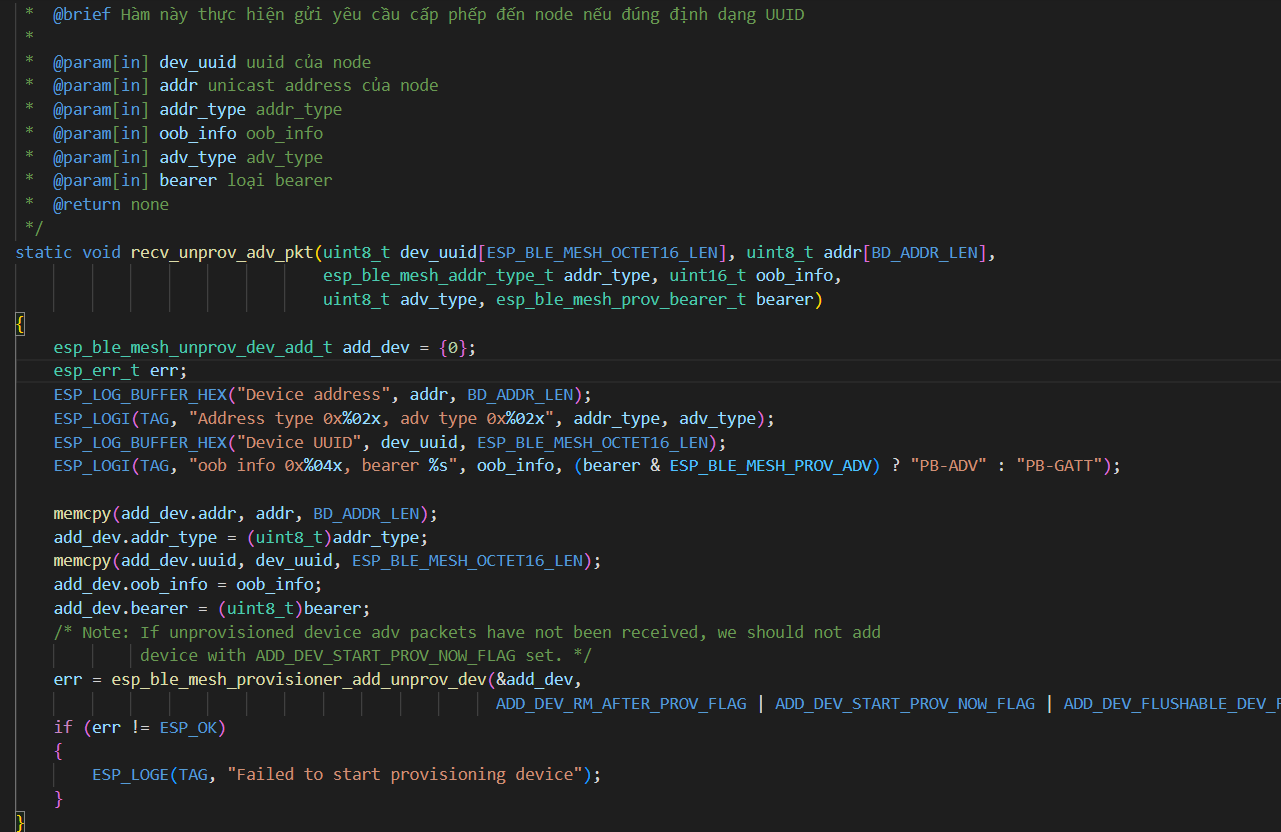 *  @brief Hàm này thực hiện gửi yêu cầu cấp phếp đến node nếu đúng định dạng UUID
*
*  @param[in] dev_uuid uuid của node
*  @param[in] addr unicast address của node
*  @param[in] addr_type addr_type
*  @param[in] oob_info oob_info
*  @param[in] adv_type adv_type
*  @param[in] bearer loại bearer
*  @return none
*/
static void recv_unprov_adv_pkt(uint8_t dev_uuid[ESP_BLE_MESH_OCTET16_LEN], uint8_t addr[BD_ADDR_LEN],
esp_ble_mesh_addr_type_t addr_type, uint16_t oob_info,
uint8_t adv_type, esp_ble_mesh_prov_bearer_t bearer)
{
esp_ble_mesh_unprov_dev_add_t add_dev = {0};
esp_err_t err;
ESP_LOG_BUFFER_HEX("Device address", addr, BD_ADDR_LEN);
ESP_LOGI(TAG, "Address type 0x%02x, adv type 0x%02x", addr_type, adv_type);
ESP_LOG_BUFFER_HEX("Device UUID", dev_uuid, ESP_BLE_MESH_OCTET16_LEN);
ESP_LOGI(TAG, "oob info 0x%04x, bearer %s", oob_info, (bearer & ESP_BLE_MESH_PROV_ADV) ? "PB-ADV" : "PB-GATT");
memcpy(add_dev.addr, addr, BD_ADDR_LEN);
add_dev.addr_type = (uint8_t)addr_type;
memcpy(add_dev.uuid, dev_uuid, ESP_BLE_MESH_OCTET16_LEN);
add_dev.oob_info = oob_info;
add_dev.bearer = (uint8_t)bearer;
/* Note: If unprovisioned device adv packets have not been received, we should not add
device with ADD_DEV_START_PROV_NOW_FLAG set. */
err = esp_ble_mesh_provisioner_add_unprov_dev(&add_dev,
ADD_DEV_RM_AFTER_PROV_FLAG | ADD_DEV_START_PROV_NOW_FLAG | ADD_DEV_FLUSHABLE_DEV_F
if (err != ESP_OK)
{
ESP_LOGE(TAG, "Failed to start provisioning device");
}
}